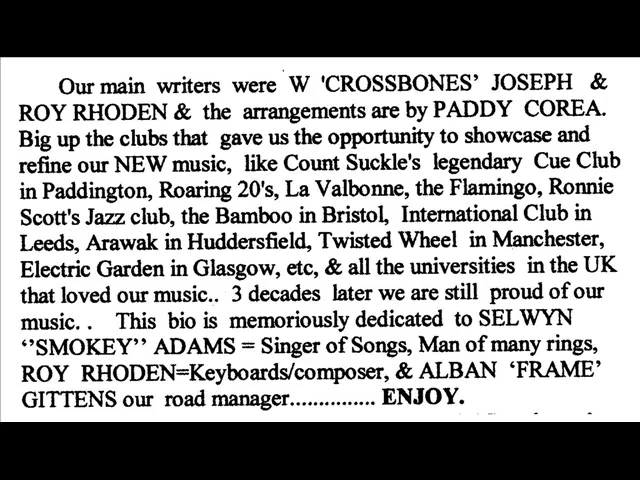 Our main writers were W 'CROSSBONES' JOSEPH &
ROY RHODEN & the arrangements are by PADDY COREA.
Big up the clubs that gave us the opportunity to showcase and
refine our NEW music, like Count Suckle's legendary Cue Club
in Paddington, Roaring 20's, La Valbonne, the Flamingo, Ronnie
Scott's Jazz club, the Bamboo in Bristol, International Club in
Leeds, Arawak in Huddersfield, Twisted Wheel in Manchester,
Electric Garden in Glasgow, etc, & all the universities in the UK
that loved our music.. 3 decades later we are still proud of our
music. . This bio is memoriously dedicated to SELWYN
‘’SMOKEY’’ ADAMS = Singer of Songs, Man of many rings,
ROY RHODEN=Keyboards/composer, & ALBAN ‘FRAME’
GITTENS our road manager............... ENJOY.